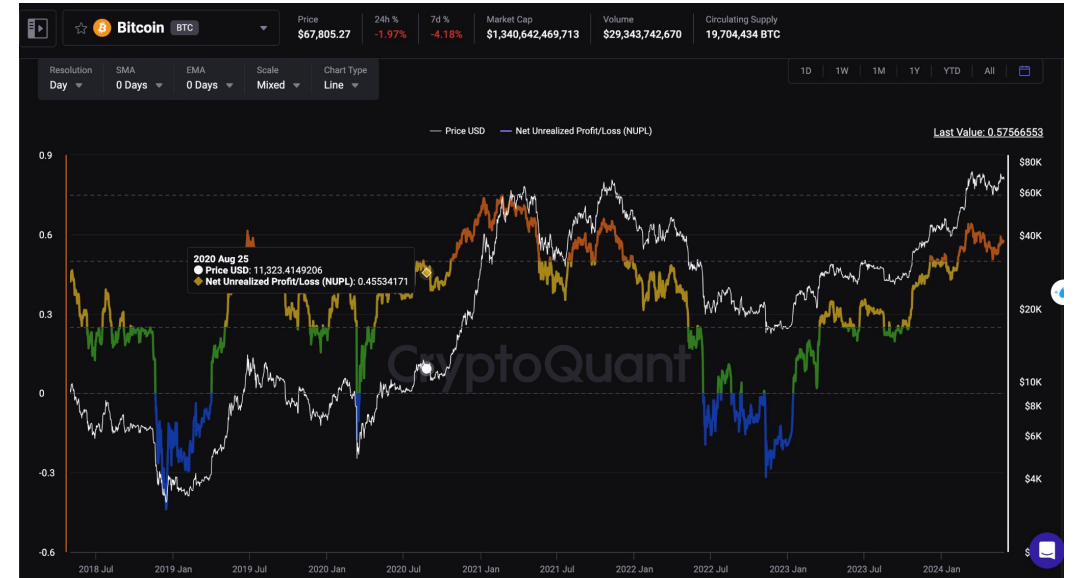 Bitcoin BTC
Price 24h % 7d % Market Cap Volume Circulating Supply
$67,805.27 -1.97% -4.18% $1,340,642,469,713 $29,343,742,670 19,704,434 BTC
Resolution SMA EMA Scale Chart Type
Day 0 Days 0 Days Mixed Line
1D 1W 1M 1Y YTD All
Price USD Net Unrealized Profit/Loss (NUPL)
Last Value: 0.57566553
0.9
0.6
0.3
0
-0.3
-0.6
2020 Aug 25
Price USD: 11,323.4149206
Net Unrealized Profit/Loss (NUPL): 0.45534171
CryptoQuant
$80K
$60K
$40K
$20K
$10K
$8K
$6K
$4K
2018 Jul 2019 Jan 2019 Jul 2020 Jan 2020 Jul 2021 Jan 2021 Jul 2022 Jan 2022 Jul 2023 Jan 2023 Jul 2024 Jan